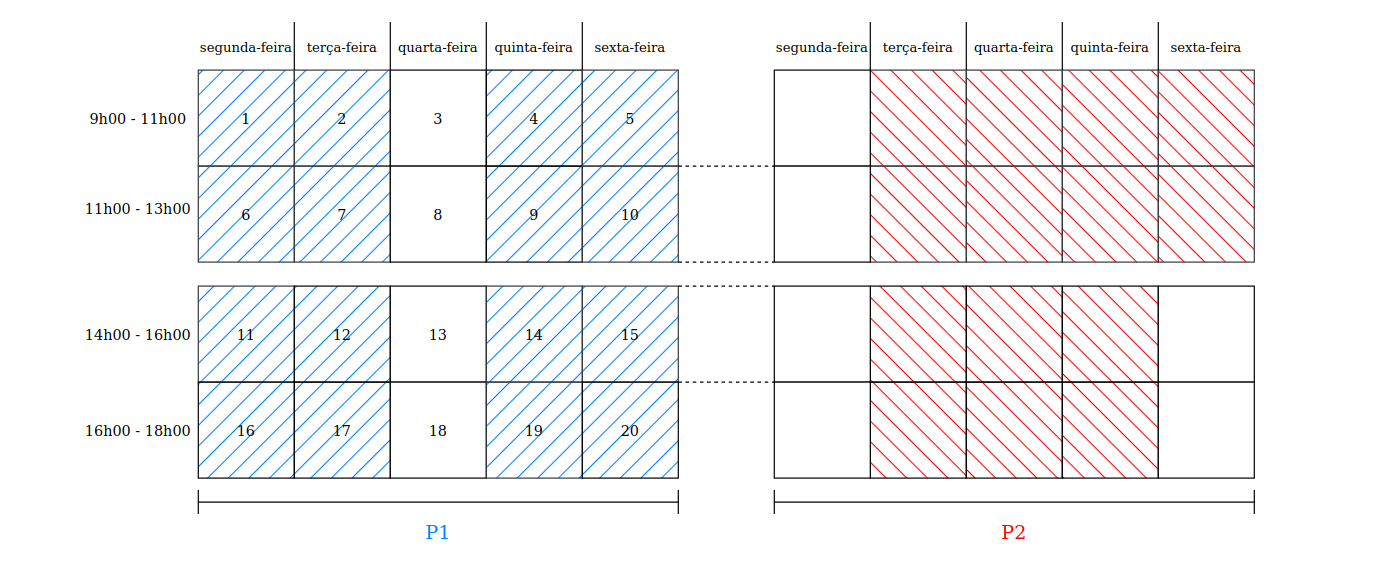 segunda-feira terça-feira quarta-feira quinta-feira sexta-feira segunda-feira terça-feira quarta-feira quinta-feira sexta-feira
9h00 - 11h00 1 2 3 4 5
11h00 - 13h00 6 7 8 9 10
14h00 - 16h00 11 12 13 14 15
16h00 - 18h00 16 17 18 19 20
P1 P2